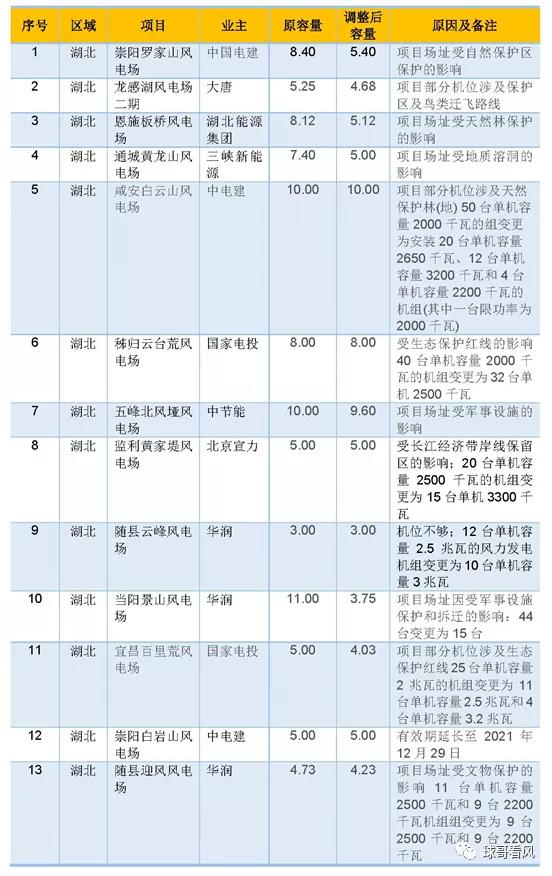 序号 区域 项目 业主 原容量 调整后容量 原因及备注
1 湖北 崇阳罗家山风 中国电建 8.40 5.40 项目场址受自然保护区
电场 保护的影响
2 湖北 龙感湖风电场 大唐 5.25 4.68 项目部分机位涉及保护
二期 区及鸟类迁飞路线
3 湖北 恩施板桥风电 湖北能源 8.12 5.12 项目场址受天然林保护
场 集团 的影响
4 湖北 通城黄龙山风 三峡新能 7.40 5.00 项目场址受地质溶洞的
电场 源 影响
5 湖北 咸安白云山风 中电建 10.00 10.00 项目部分机位涉及天然
电场 保护林(地) 50 台单机容
量 2000 千瓦的组变更
为安装 20 台单机容量
2650 千瓦、12 台单机
容量 3200 千瓦和 4 台
单机容量 2200 千瓦的
机组(其中一台限功率为
2000 千瓦)
6 湖北 秭归云台荒风 国家电投 8.00 8.00 受生态保护红线的影响
电场 40 台单机容量 2000 千
瓦的机组变更为 32 台单
机 2500 千瓦
7 湖北 五峰北风垭风 中节能 10.00 9.60 项目场址受军事设施的
电场 影响
8 湖北 监利黄家堤风 北京宣力 5.00 5.00 受长江经济带岸线保留
电场 区的影响；20 台单机容
量 2500 千瓦的机组变
更为 15 台单机 3300 千
瓦
9 湖北 随县云峰风电 华润 3.00 3.00 机位不够；12 台单机容
场 量 2.5 兆瓦的风力发电
机组变更为 10 台单机容
量 3 兆瓦
10 湖北 当阳景山风电 华润 11.00 3.75 项目场址因受军事设施
场 保护和拆迁的影响：44
台变更为 15 台
11 湖北 宜昌百里荒风 国家电投 5.00 4.03 项目部分机位涉及生态
电场 保护红线 25 台单机容量
2 兆瓦的机组变更为 11
台单机容量 2.5 兆瓦和 4
台单机容量 3.2 兆瓦
12 湖北 崇阳白岩山风 中电建 5.00 5.00 有效期延长至 2021 年
电场 12 月 29 日
13 湖北 随县迎风风电 华润 4.73 4.23 项目场址受文物保护的
场 影响 11 台单机容量
2500 千瓦和 9 台 2200
千瓦机组组变更为 9 台
2500 千瓦和 9 台 2200
千瓦
球哥看风